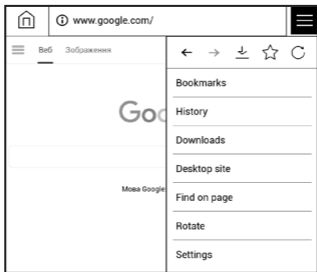 www.google.com/
Веб Зображення
Bookmarks
Goo
History
Downloads
Desktop site
Мова Google:
Find on page
Rotate
Settings